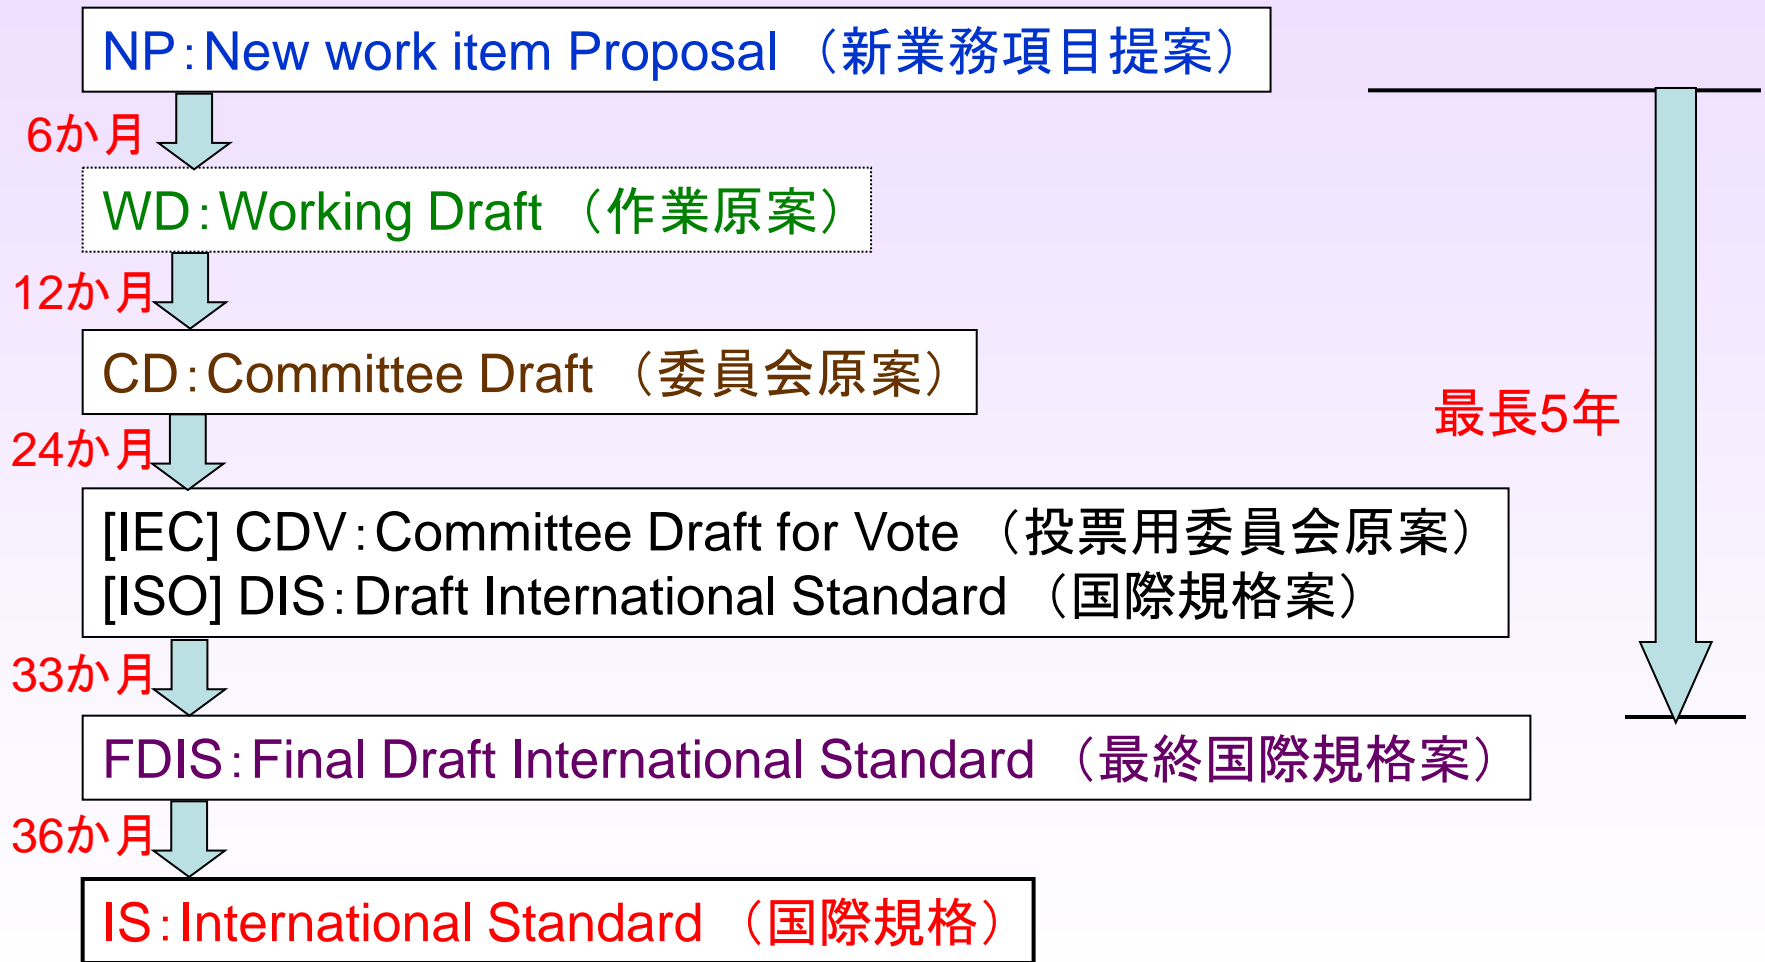 NP：New work item Proposal （新業務項目提案）
6か月
WD：Working Draft （作業原案）
12か月
CD：Committee Draft （委員会原案）
最長5年
24か月
[IEC] CDV：Committee Draft for Vote （投票用委員会原案）
[ISO] DIS：Draft International Standard （国際規格案）
33か月
FDIS：Final Draft International Standard （最終国際規格案）
36か月
IS：International Standard （国際規格）